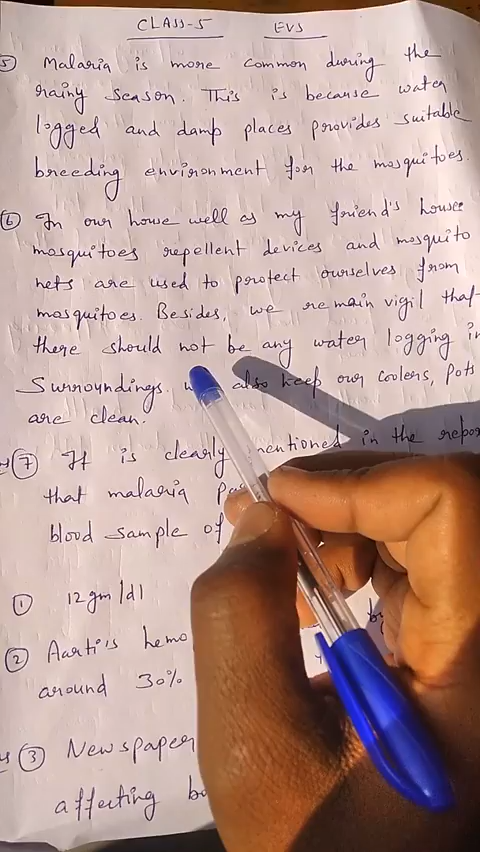 CLASS-5 EVS
5 Malaria is more common during the
rainy season. This is because water
logged and damp places provides suitable
breeding environment for the mosquitoes.
6 In our house well as my friend's house
mosquitoes repellent devices and mosquito
nets are used to protect ourselves from
mosquitoes. Besides, we remain vigil that
there should not be any water logging in
Surroundings. also keep our coolers, pots
are clean.
7 It is clearly mentioned in the
that malaria
blood sample of
1 12gm/dl
2 Aarti's
around 30%
3 Newspaper
affecting